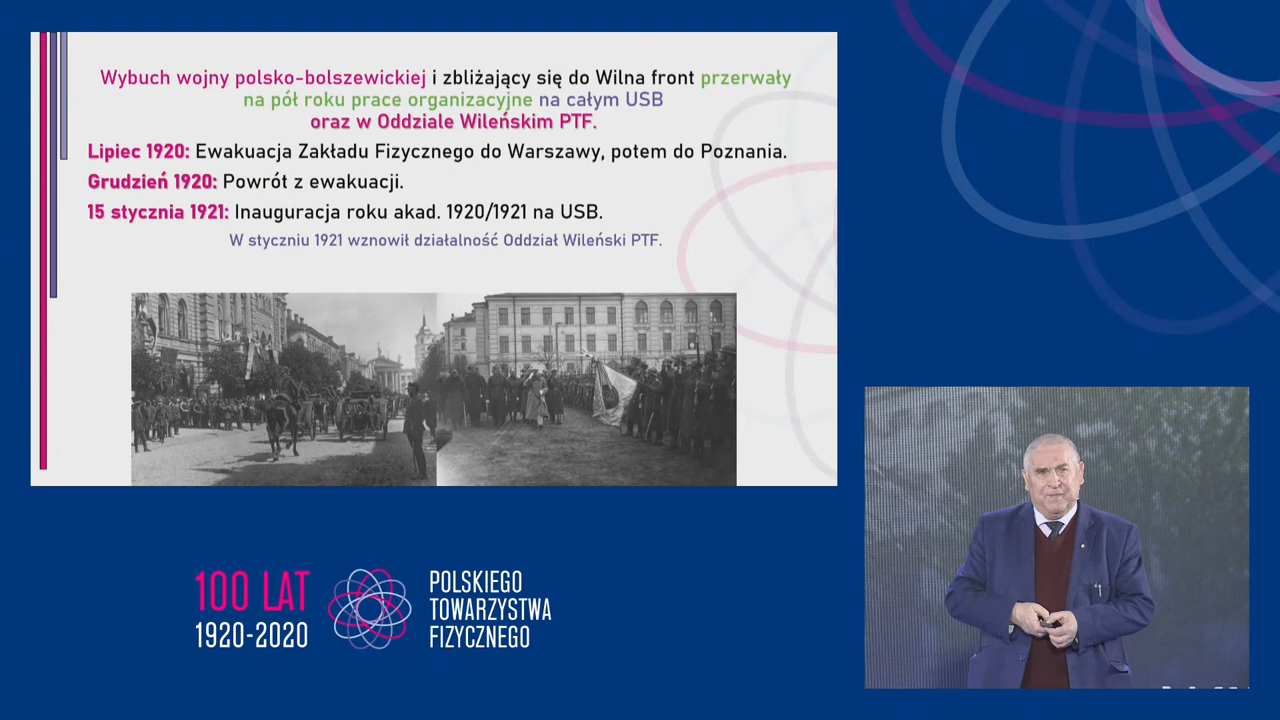 Wybuch wojny polsko-bolszewickiej i zbliżający się do Wilna front przerwały
na pół roku prace organizacyjne na całym USB
oraz w Oddziale Wileńskim PTF.
Lipiec 1920: Ewakuacja Zakładu Fizycznego do Warszawy, potem do Poznania.
Grudzień 1920: Powrót z ewakuacji.
15 stycznia 1921: Inauguracja roku akad. 1920/1921 na USB.
W styczniu 1921 wznowił działalność Oddział Wileński PTF.
100 LAT
1920-2020
POLSKIEGO
TOWARZYSTWA
FIZYCZNEGO